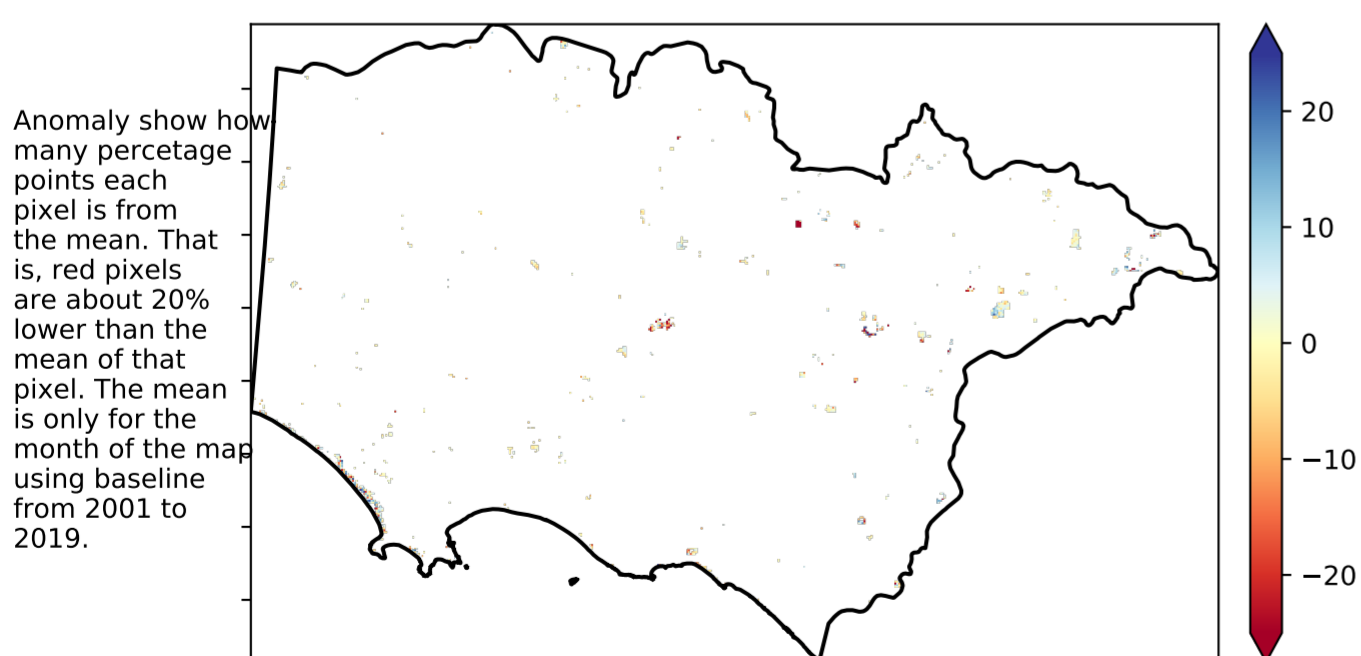 Anomaly show how
many percetage
points each
pixel is from
the mean. That
is, red pixels
are about 20%
lower than the
mean of that
pixel. The mean
is only for the
month of the map
using baseline
from 2001 to
2019.
20
10
0
−10
−20